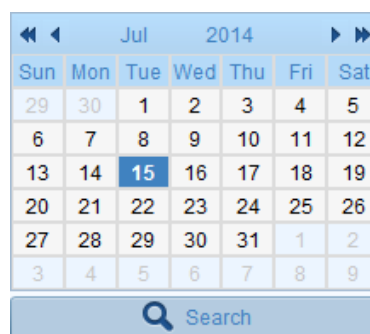 Jul 2014
Sun Mon Tue Wed Thu Fri Sat
29 30 1 2 3 4 5
6 7 8 9 10 11 12
13 14 15 16 17 18 19
20 21 22 23 24 25 26
27 28 29 30 31 1 2
3 4 5 6 7 8 9
Search